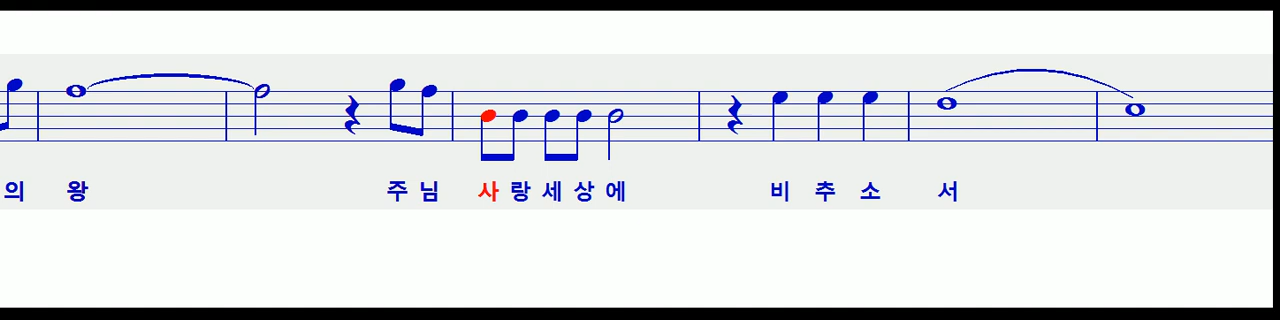 의 왕 주 님 사 랑 세 상 에 비 추 소 서